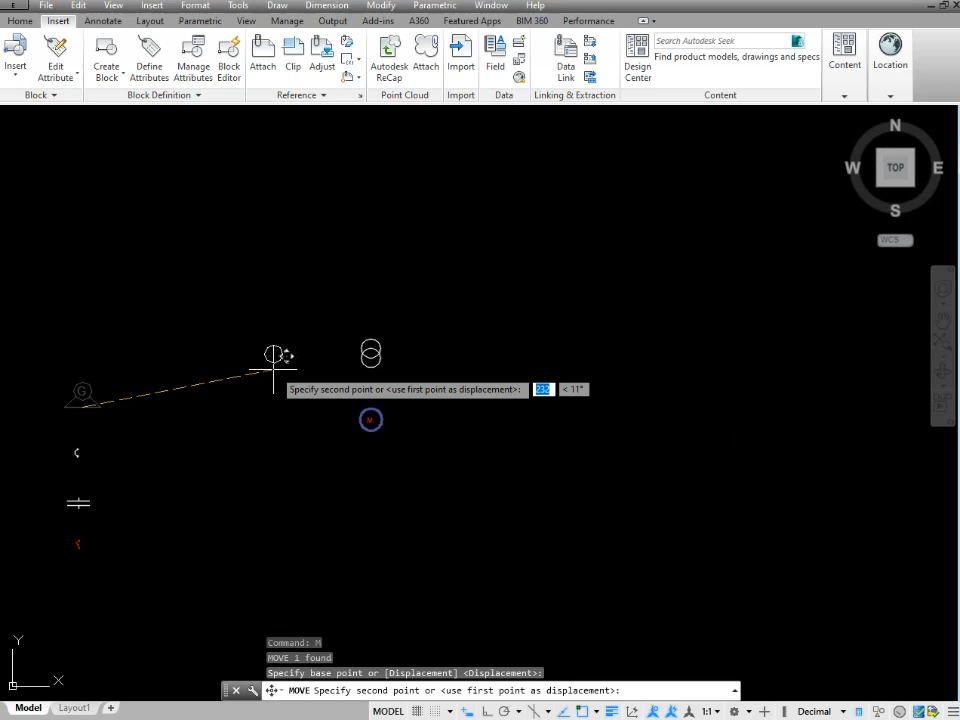 E File Edit View Insert Format Tools Draw Dimension Modify Parametric Window Help
Home Insert Annotate Layout Parametric View Manage Output Add-ins A360 Featured Apps BIM 360 Performance
Insert Edit Attribute Create Block Define Attributes Manage Attributes Block Editor Attach Clip Adjust Autodesk ReCap Attach Import Field Data Link Design Center Search Autodesk Seek Content Location
Find product models, drawings and specs
Block Block Definition Reference Point Cloud Import Data Linking & Extraction Content
N
W TOP E
S
WCS
G
Specify second point or <use first point as displacement>: 232 < 11°
M
Y
X
Command: M
MOVE 1 found
Specify base point or [Displacement] <Displacement>:
MOVE Specify second point or <use first point as displacement>:
Model Layout1 + MODEL 1:1 Decimal